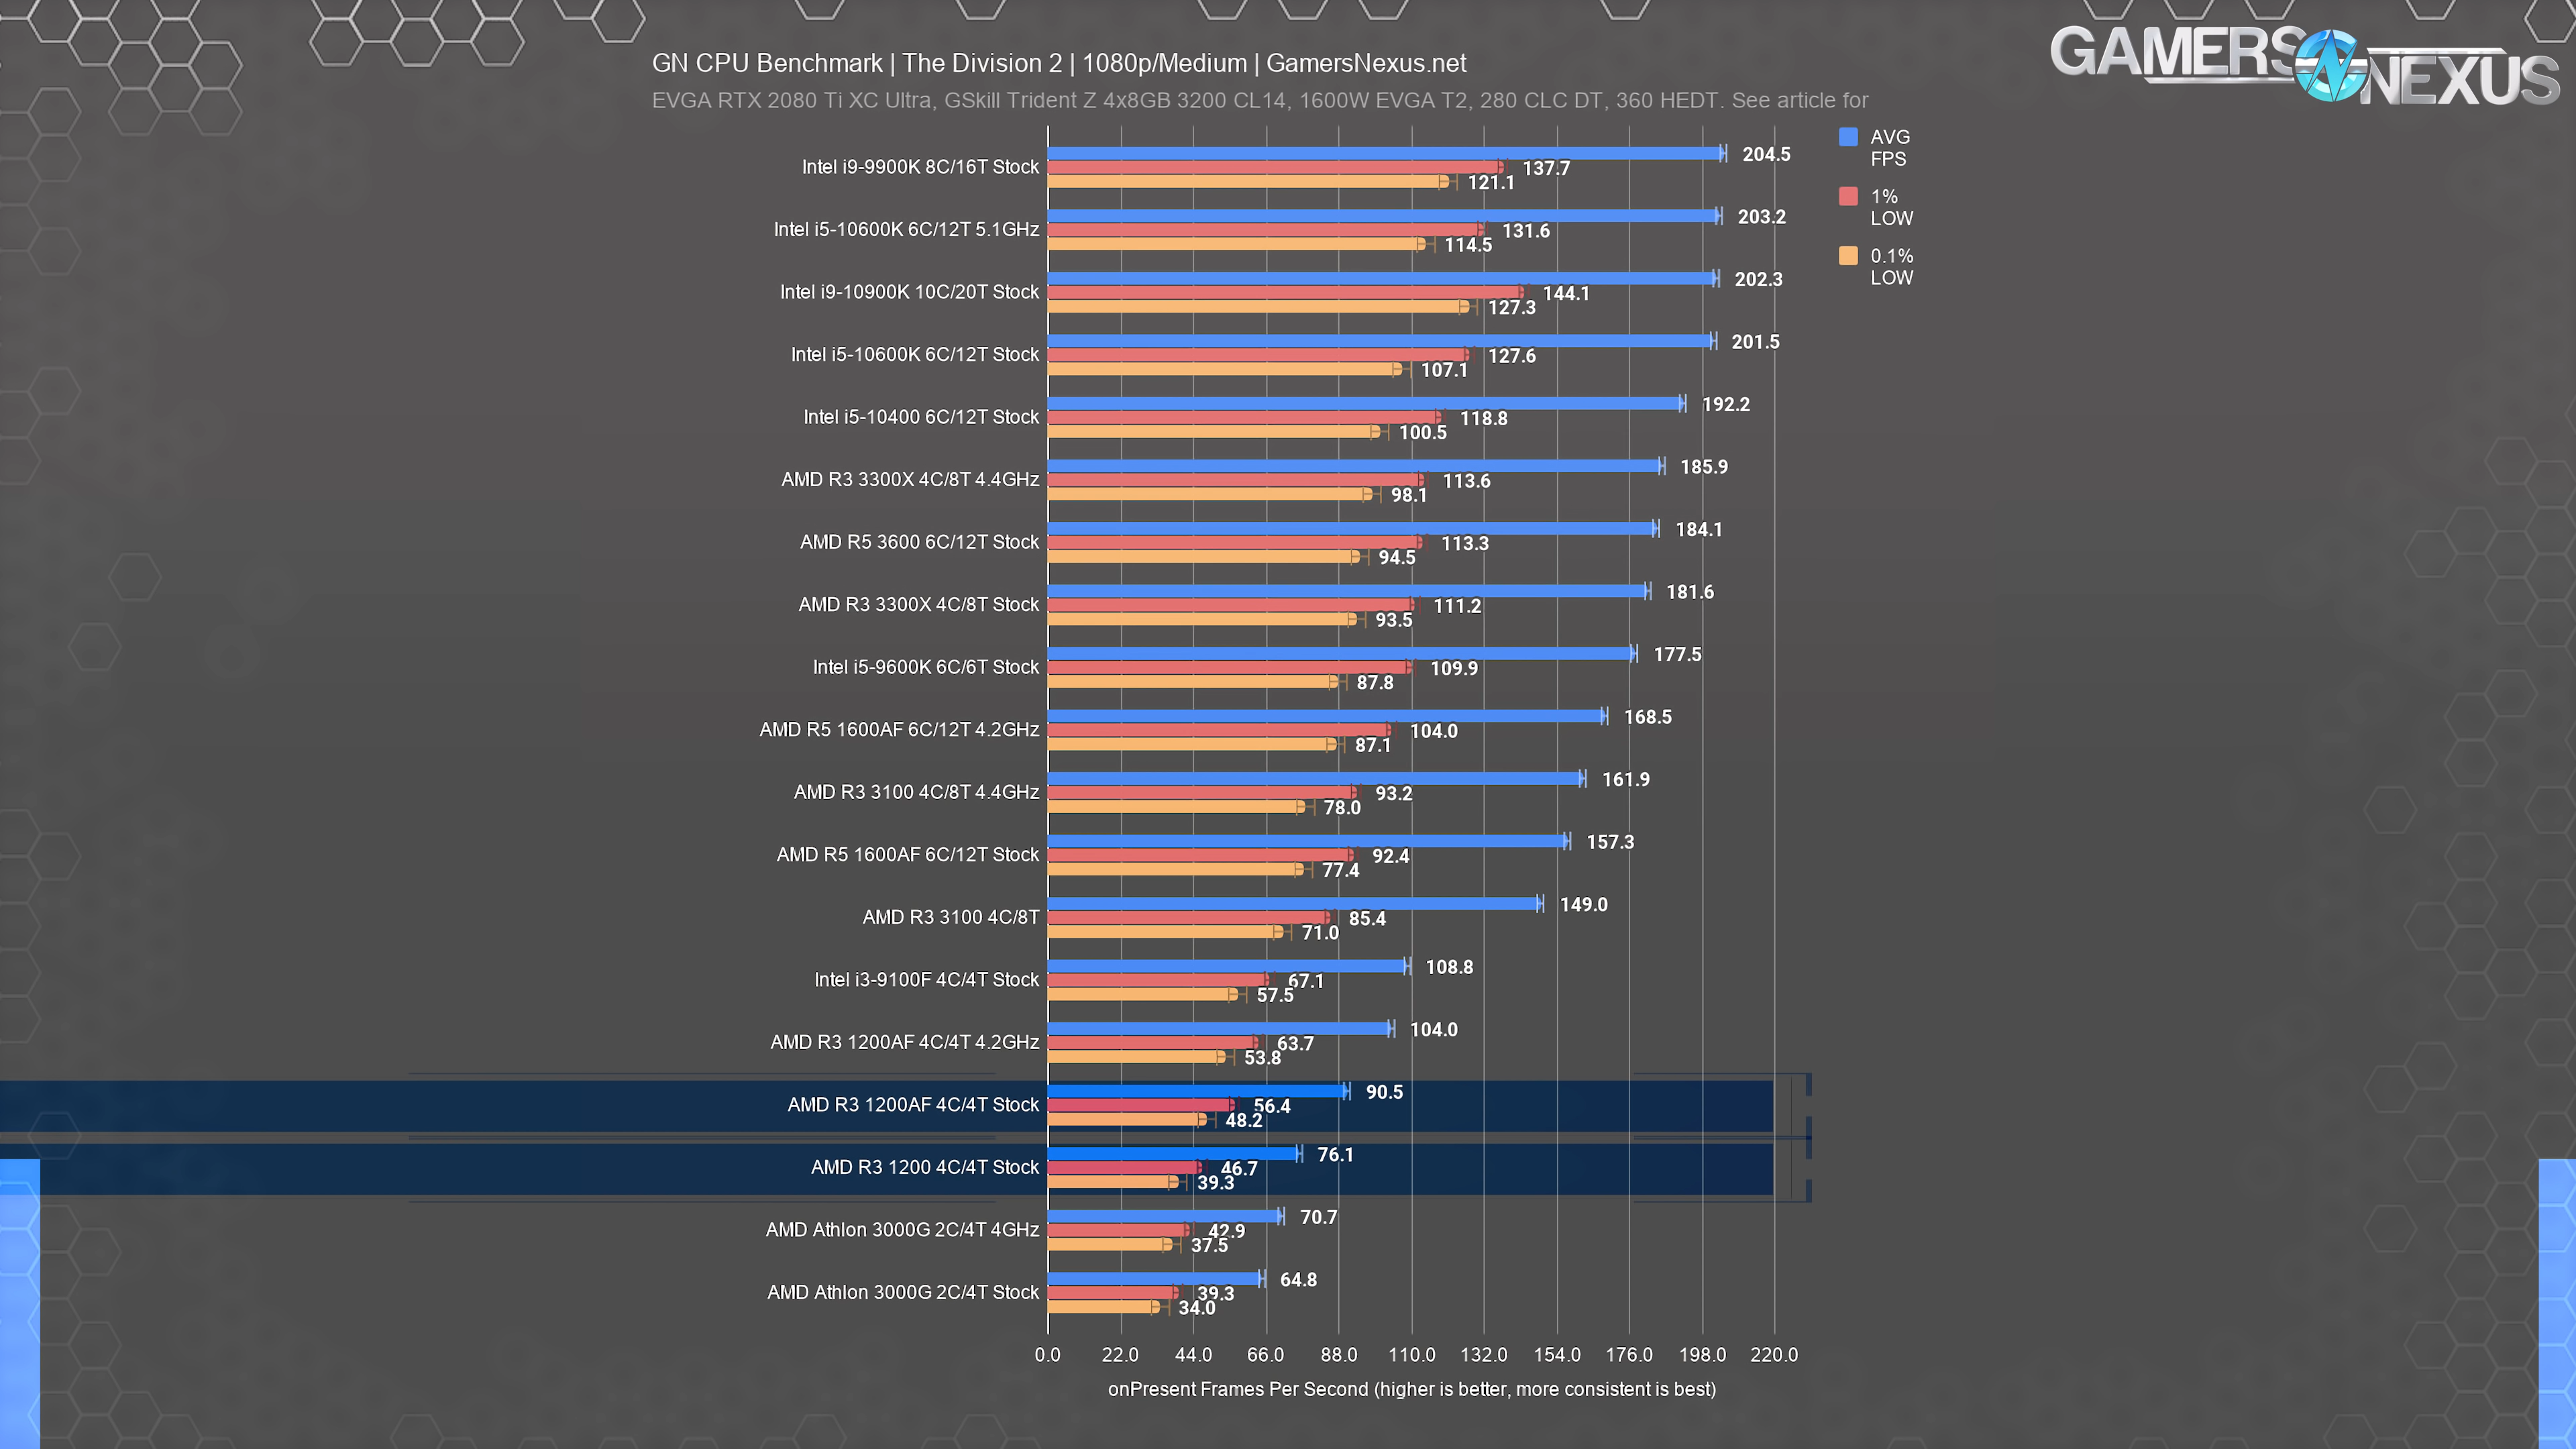 GAMERS NEXUS
GN CPU Benchmark | The Division 2 | 1080p/Medium | GamersNexus.net
EVGA RTX 2080 Ti XC Ultra, GSkill Trident Z 4x8GB 3200 CL14, 1600W EVGA T2, 280 CLC DT, 360 HEDT. See article for
AVG
FPS
1%
LOW
0.1%
LOW
Intel i9-9900K 8C/16T Stock
204.5
137.7
121.1
Intel i5-10600K 6C/12T 5.1GHz
203.2
131.6
114.5
Intel i9-10900K 10C/20T Stock
202.3
144.1
127.3
Intel i5-10600K 6C/12T Stock
201.5
127.6
107.1
Intel i5-10400 6C/12T Stock
192.2
118.8
100.5
AMD R3 3300X 4C/8T 4.4GHz
185.9
113.6
98.1
AMD R5 3600 6C/12T Stock
184.1
113.3
94.5
AMD R3 3300X 4C/8T Stock
181.6
111.2
93.5
Intel i5-9600K 6C/6T Stock
177.5
109.9
87.8
AMD R5 1600AF 6C/12T 4.2GHz
168.5
104.0
87.1
AMD R3 3100 4C/8T 4.4GHz
161.9
93.2
78.0
AMD R5 1600AF 6C/12T Stock
157.3
92.4
77.4
AMD R3 3100 4C/8T
149.0
85.4
71.0
Intel i3-9100F 4C/4T Stock
108.8
67.1
57.5
AMD R3 1200AF 4C/4T 4.2GHz
104.0
63.7
53.8
AMD R3 1200AF 4C/4T Stock
90.5
56.4
48.2
AMD R3 1200 4C/4T Stock
76.1
46.7
39.3
AMD Athlon 3000G 2C/4T 4GHz
70.7
42.9
37.5
AMD Athlon 3000G 2C/4T Stock
64.8
39.3
34.0
0.0 22.0 44.0 66.0 88.0 110.0 132.0 154.0 176.0 198.0 220.0
onPresent Frames Per Second (higher is better, more consistent is best)